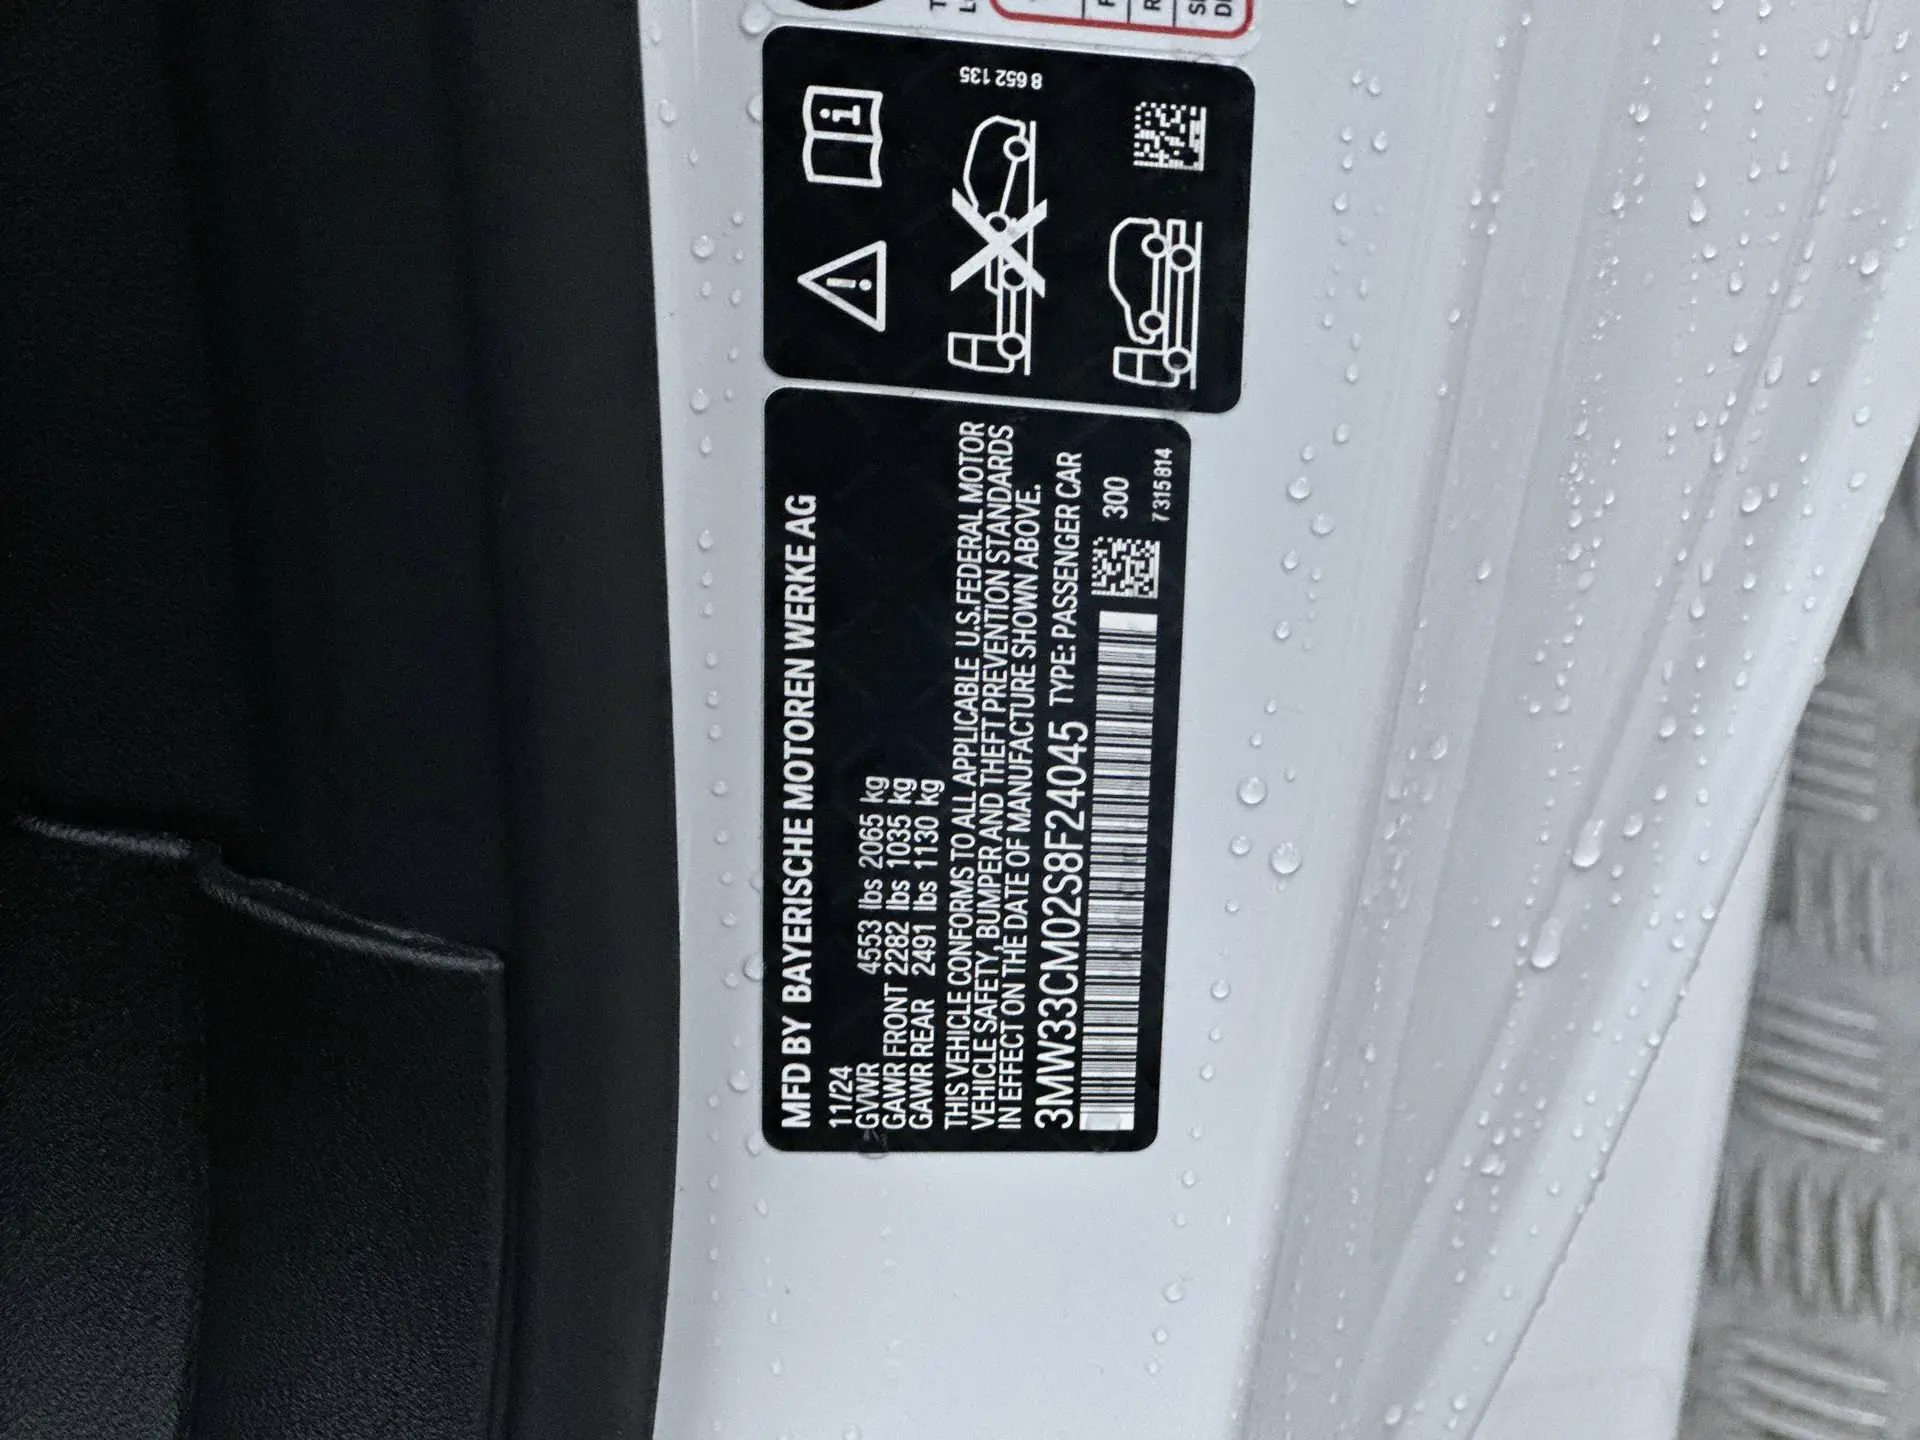 8 652 135
MFD BY BAYERISCHE MOTOREN WERKE AG
11/24
GVWR 4553 lbs 2065 kg
GAWR FRONT 2282 lbs 1035 kg
GAWR REAR 2491 lbs 1130 kg
THIS VEHICLE CONFORMS TO ALL APPLICABLE U.S.FEDERAL MOTOR
VEHICLE SAFETY, BUMPER AND THEFT PREVENTION STANDARDS
IN EFFECT ON THE DATE OF MANUFACTURE SHOWN ABOVE.
3MW33CM02S8F24045 TYPE: PASSENGER CAR
300
7 315 814